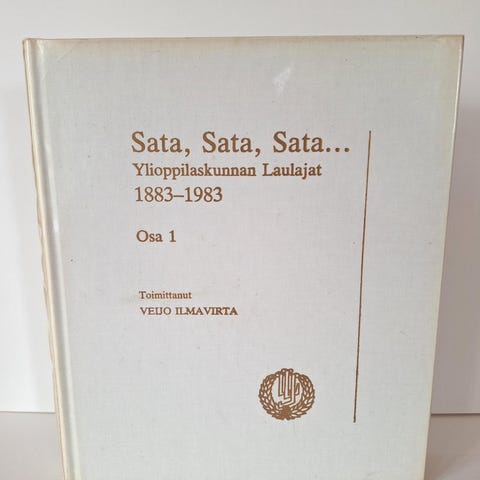 Sata, Sata, Sata...
Ylioppilaskunnan Laulajat
1883–1983
Osa 1
Toimittanut
VEIJO ILMAVIRTA